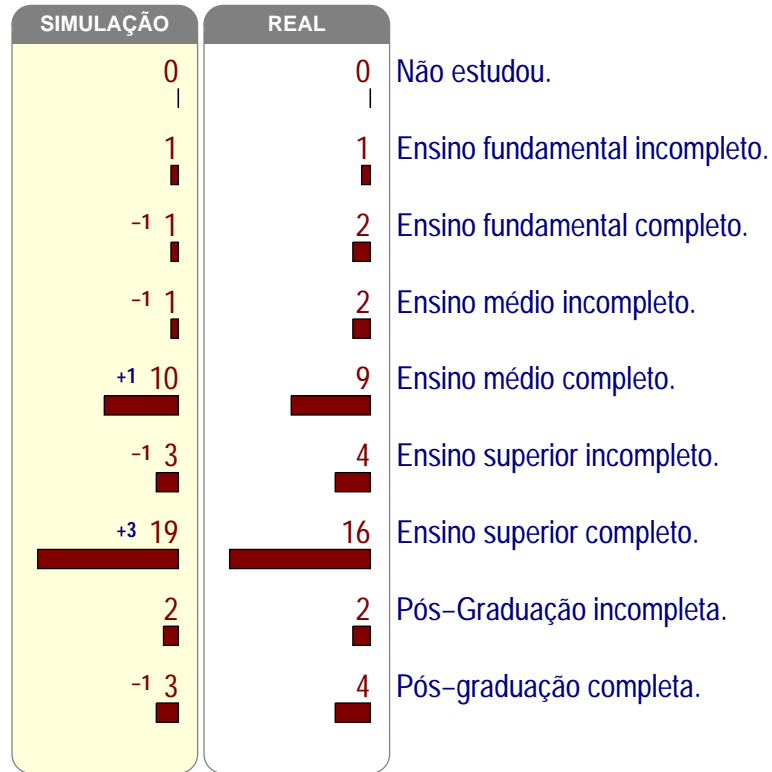 SIMULAÇÃO REAL
0 0 Não estudou.
1 1 Ensino fundamental incompleto.
−1 1 2 Ensino fundamental completo.
−1 1 2 Ensino médio incompleto.
+1 10 9 Ensino médio completo.
−1 3 4 Ensino superior incompleto.
+3 19 16 Ensino superior completo.
2 2 Pós−Graduação incompleta.
−1 3 4 Pós−graduação completa.